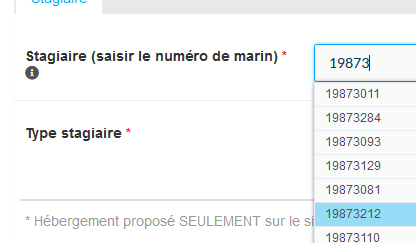 Stagiaire
Stagiaire (saisir le numéro de marin) *
19873
19873011
19873284
19873093
19873129
19873081
19873212
19873110
Type stagiaire *
* Hébergement proposé SEULEMENT sur le si